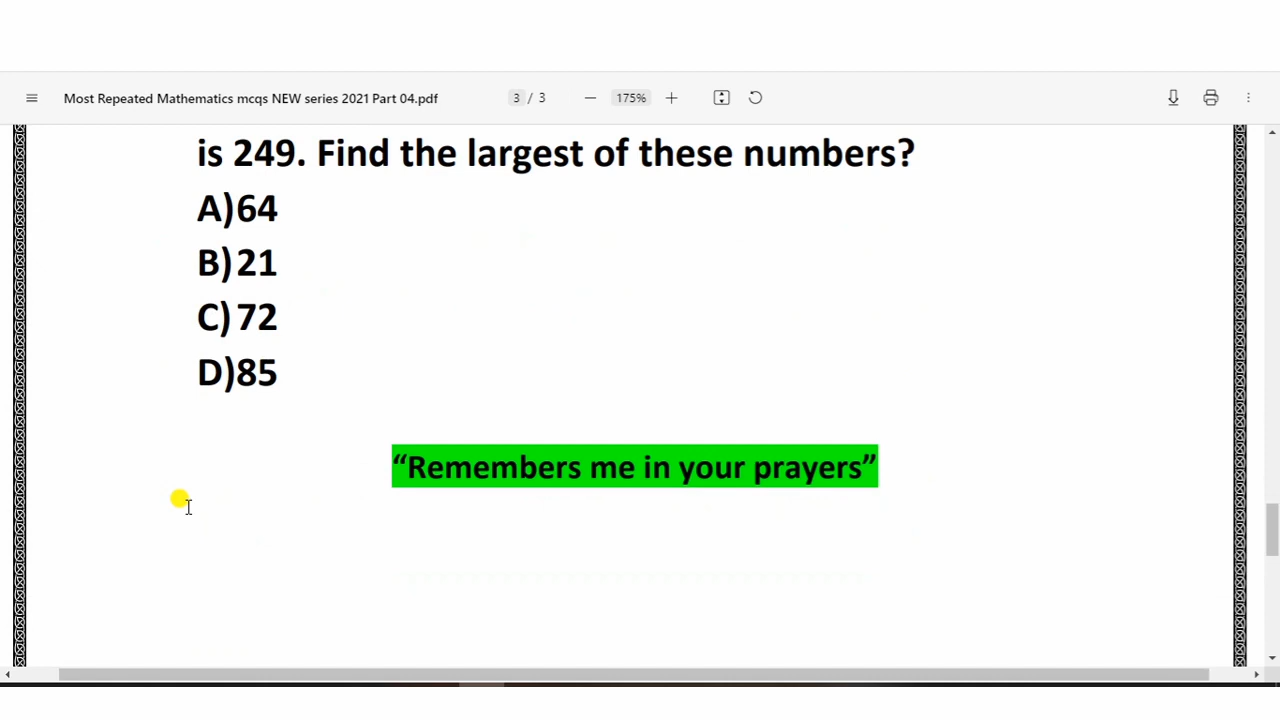 Most Repeated Mathematics mcqs NEW series 2021 Part 04.pdf 3 / 3 175%
is 249. Find the largest of these numbers?
A)64
B)21
C)72
D)85
“Remembers me in your prayers”